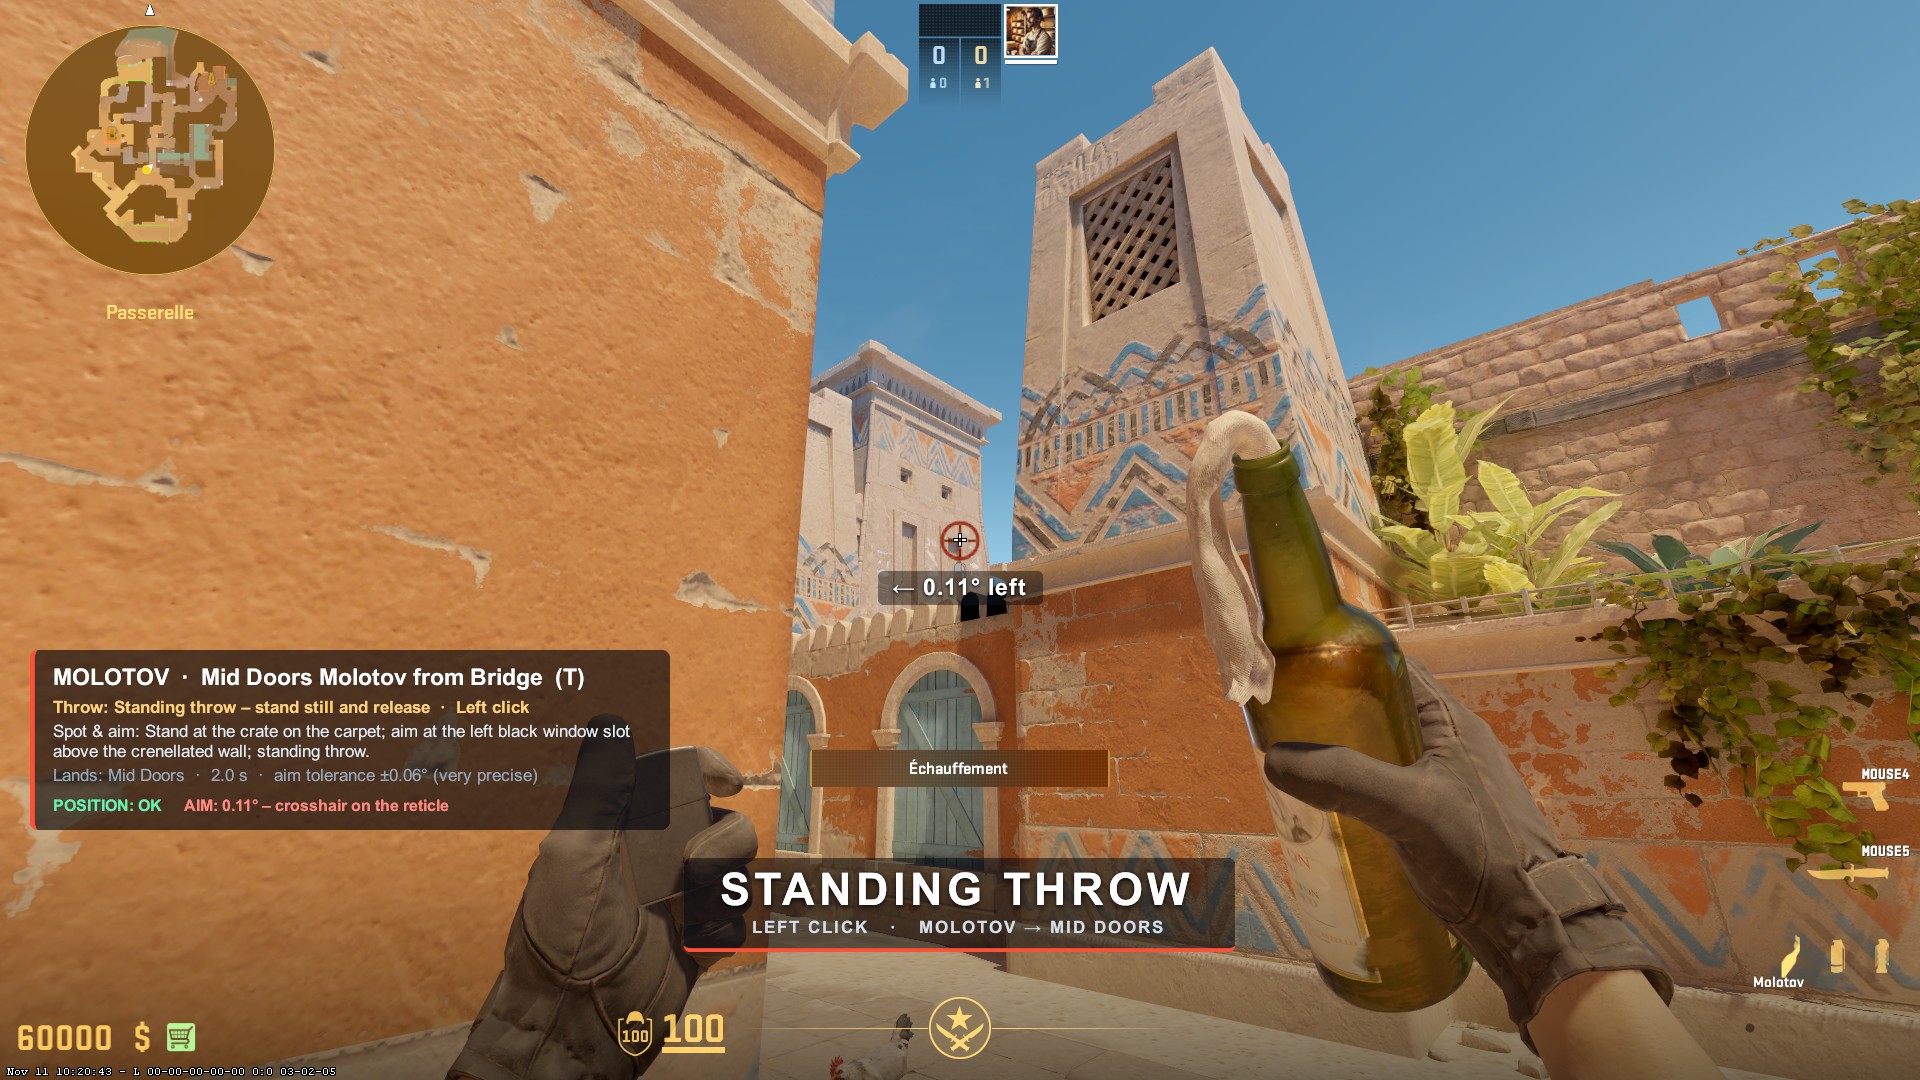 0 0
0 1
Passerelle
← 0.11° left
MOLOTOV · Mid Doors Molotov from Bridge (T)
Throw: Standing throw – stand still and release · Left click
Spot & aim: Stand at the crate on the carpet; aim at the left black window slot
above the crenellated wall; standing throw.
Lands: Mid Doors · 2.0 s · aim tolerance ±0.06° (very precise)
POSITION: OK AIM: 0.11° – crosshair on the reticle
Échauffement
MOUSE4
MOUSE5
STANDING THROW
LEFT CLICK · MOLOTOV → MID DOORS
Molotov
60000 $
100 100
Nov 11 10:20:43 - L 00-00-00-00-00 0:0 03-02-05